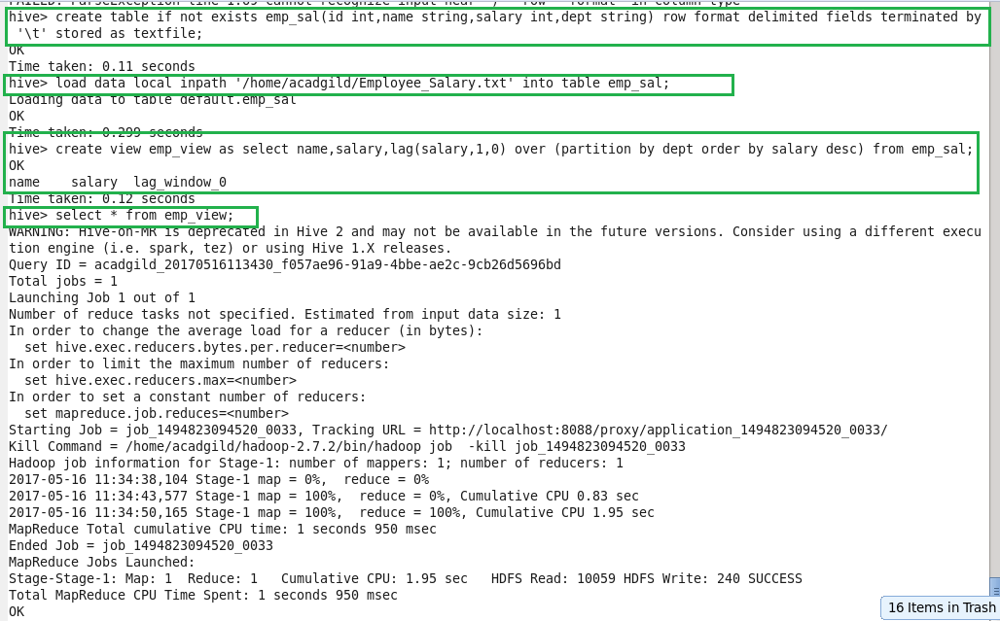 hive> create table if not exists emp_sal(id int,name string,salary int,dept string) row format delimited fields terminated by
'\t' stored as textfile;
OK
Time taken: 0.11 seconds
hive> load data local inpath '/home/acadgild/Employee_Salary.txt' into table emp_sal;
Loading data to table default.emp_sal
OK
Time taken: 0.299 seconds
hive> create view emp_view as select name,salary,lag(salary,1,0) over (partition by dept order by salary desc) from emp_sal;
OK
name    salary  lag_window_0
Time taken: 0.12 seconds
hive> select * from emp_view;
WARNING: Hive-on-MR is deprecated in Hive 2 and may not be available in the future versions. Consider using a different execu
tion engine (i.e. spark, tez) or using Hive 1.X releases.
Query ID = acadgild_20170516113430_f057ae96-91a9-4bbe-ae2c-9cb26d5696bd
Total jobs = 1
Launching Job 1 out of 1
Number of reduce tasks not specified. Estimated from input data size: 1
In order to change the average load for a reducer (in bytes):
  set hive.exec.reducers.bytes.per.reducer=<number>
In order to limit the maximum number of reducers:
  set hive.exec.reducers.max=<number>
In order to set a constant number of reducers:
  set mapreduce.job.reduces=<number>
Starting Job = job_1494823094520_0033, Tracking URL = http://localhost:8088/proxy/application_1494823094520_0033/
Kill Command = /home/acadgild/hadoop-2.7.2/bin/hadoop job  -kill job_1494823094520_0033
Hadoop job information for Stage-1: number of mappers: 1; number of reducers: 1
2017-05-16 11:34:38,104 Stage-1 map = 0%,  reduce = 0%
2017-05-16 11:34:43,577 Stage-1 map = 100%,  reduce = 0%, Cumulative CPU 0.83 sec
2017-05-16 11:34:50,165 Stage-1 map = 100%,  reduce = 100%, Cumulative CPU 1.95 sec
MapReduce Total cumulative CPU time: 1 seconds 950 msec
Ended Job = job_1494823094520_0033
MapReduce Jobs Launched:
Stage-Stage-1: Map: 1  Reduce: 1   Cumulative CPU: 1.95 sec   HDFS Read: 10059 HDFS Write: 240 SUCCESS
Total MapReduce CPU Time Spent: 1 seconds 950 msec
OK
16 Items in Trash